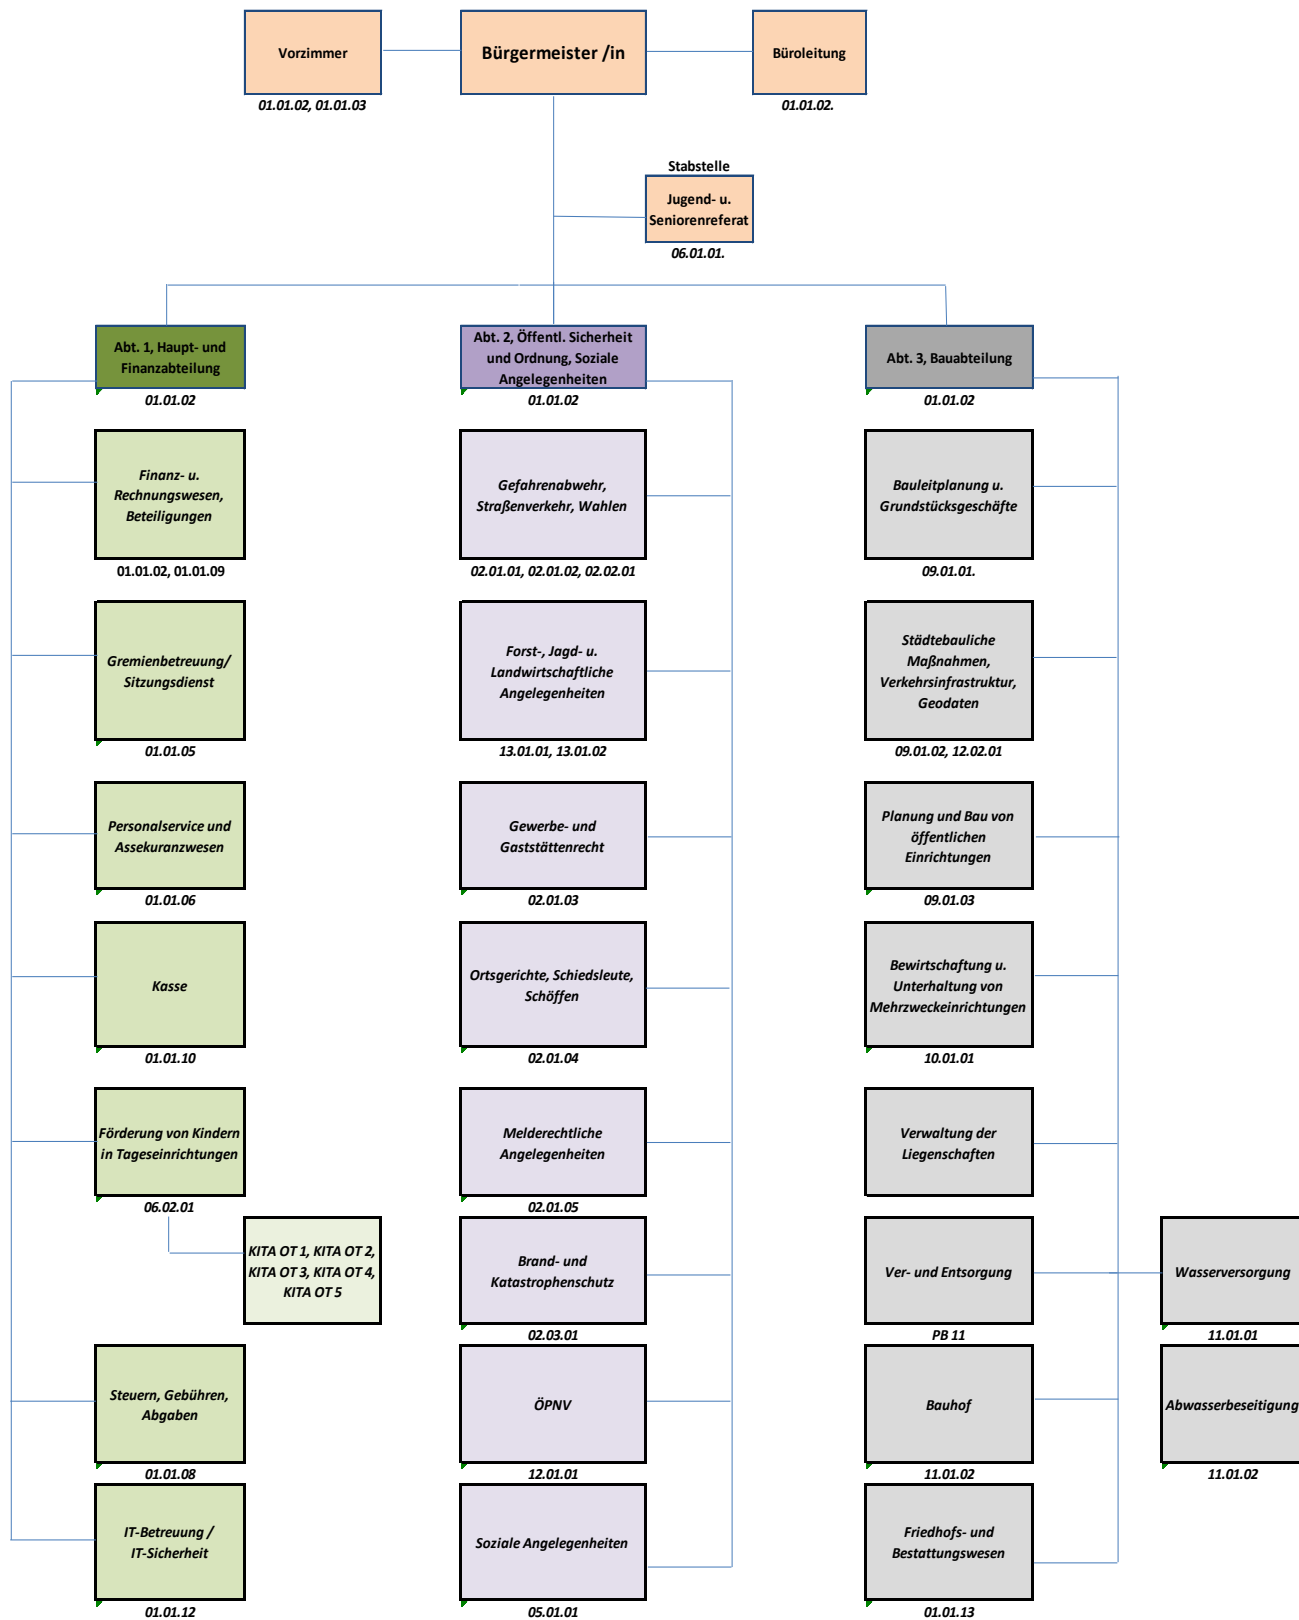 Vorzimmer
Bürgermeister /in
Büroleitung
01.01.02, 01.01.03
01.01.02.
Stabstelle
Jugend- u.
Seniorenreferat
06.01.01.
Abt. 1, Haupt- und
Finanzabteilung
01.01.02
Finanz- u.
Rechnungswesen,
Beteiligungen
01.01.02, 01.01.09
Gremienbetreuung/
Sitzungsdienst
01.01.05
Personalservice und
Assekuranzwesen
01.01.06
Kasse
01.01.10
Förderung von Kindern
in Tageseinrichtungen
06.02.01
KITA OT 1, KITA OT 2,
KITA OT 3, KITA OT 4,
KITA OT 5
Steuern, Gebühren,
Abgaben
01.01.08
IT-Betreuung /
IT-Sicherheit
01.01.12
Abt. 2, Öffentl. Sicherheit
und Ordnung, Soziale
Angelegenheiten
01.01.02
Gefahrenabwehr,
Straßenverkehr, Wahlen
02.01.01, 02.01.02, 02.02.01
Forst-, Jagd- u.
Landwirtschaftliche
Angelegenheiten
13.01.01, 13.01.02
Gewerbe- und
Gaststättenrecht
02.01.03
Ortsgerichte, Schiedsleute,
Schöffen
02.01.04
Melderechtliche
Angelegenheiten
02.01.05
Brand- und
Katastrophenschutz
02.03.01
ÖPNV
12.01.01
Soziale Angelegenheiten
05.01.01
Abt. 3, Bauabteilung
01.01.02
Bauleitplanung u.
Grundstücksgeschäfte
09.01.01.
Städtebauliche
Maßnahmen,
Verkehrsinfrastruktur,
Geodaten
09.01.02, 12.02.01
Planung und Bau von
öffentlichen
Einrichtungen
09.01.03
Bewirtschaftung u.
Unterhaltung von
Mehrzweckeinrichtungen
10.01.01
Verwaltung der
Liegenschaften
Ver- und Entsorgung
PB 11
Bauhof
11.01.02
Friedhofs- und
Bestattungswesen
01.01.13
Wasserversorgung
11.01.01
Abwasserbeseitigung
11.01.02